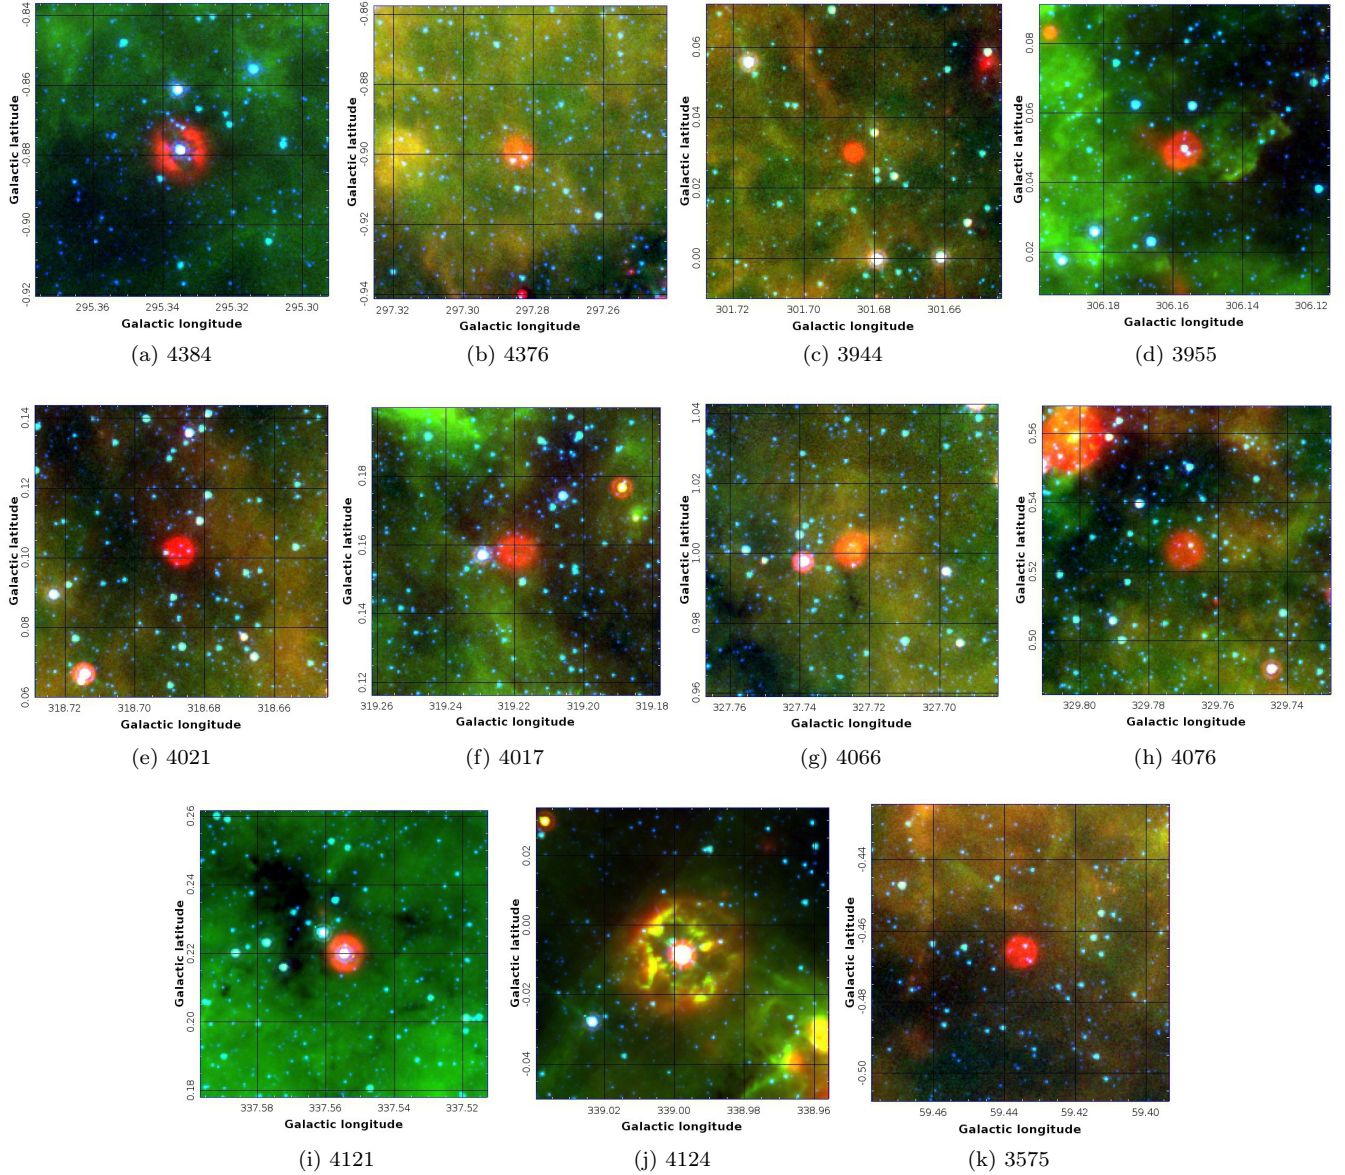 -0.84
-0.86
-0.88
-0.90
-0.92
Galactic latitude
295.36 295.34 295.32 295.30
Galactic longitude
(a) 4384
-0.86
-0.88
-0.90
-0.92
-0.94
Galactic latitude
297.32 297.30 297.28 297.26
Galactic longitude
(b) 4376
0.06
0.04
0.02
0.00
Galactic latitude
301.72 301.70 301.68 301.66
Galactic longitude
(c) 3944
0.08
0.06
0.04
0.02
Galactic latitude
306.18 306.16 306.14 306.12
Galactic longitude
(d) 3955
0.14
0.12
0.10
0.08
0.06
Galactic latitude
318.72 318.70 318.68 318.66
Galactic longitude
(e) 4021
0.18
0.16
0.14
0.12
Galactic latitude
319.26 319.24 319.22 319.20 319.18
Galactic longitude
(f) 4017
1.04
1.02
1.00
0.98
0.96
Galactic latitude
327.76 327.74 327.72 327.70
Galactic longitude
(g) 4066
0.56
0.54
0.52
0.50
Galactic latitude
329.80 329.78 329.76 329.74
Galactic longitude
(h) 4076
0.26
0.24
0.22
0.20
0.18
Galactic latitude
337.58 337.56 337.54 337.52
Galactic longitude
(i) 4121
0.02
0.00
-0.02
-0.04
Galactic latitude
339.02 339.00 338.98 338.96
Galactic longitude
(j) 4124
-0.44
-0.46
-0.48
-0.50
Galactic latitude
59.46 59.44 59.42 59.40
Galactic longitude
(k) 3575